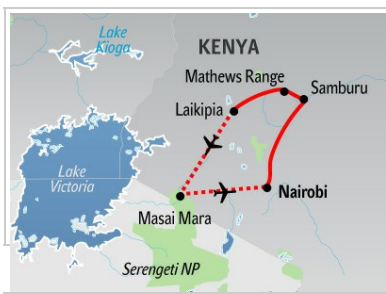 Lake
Kioga
KENYA
Mathews Range
Samburu
Laikipia
Lake
Victoria
Nairobi
Masai Mara
Serengeti NP